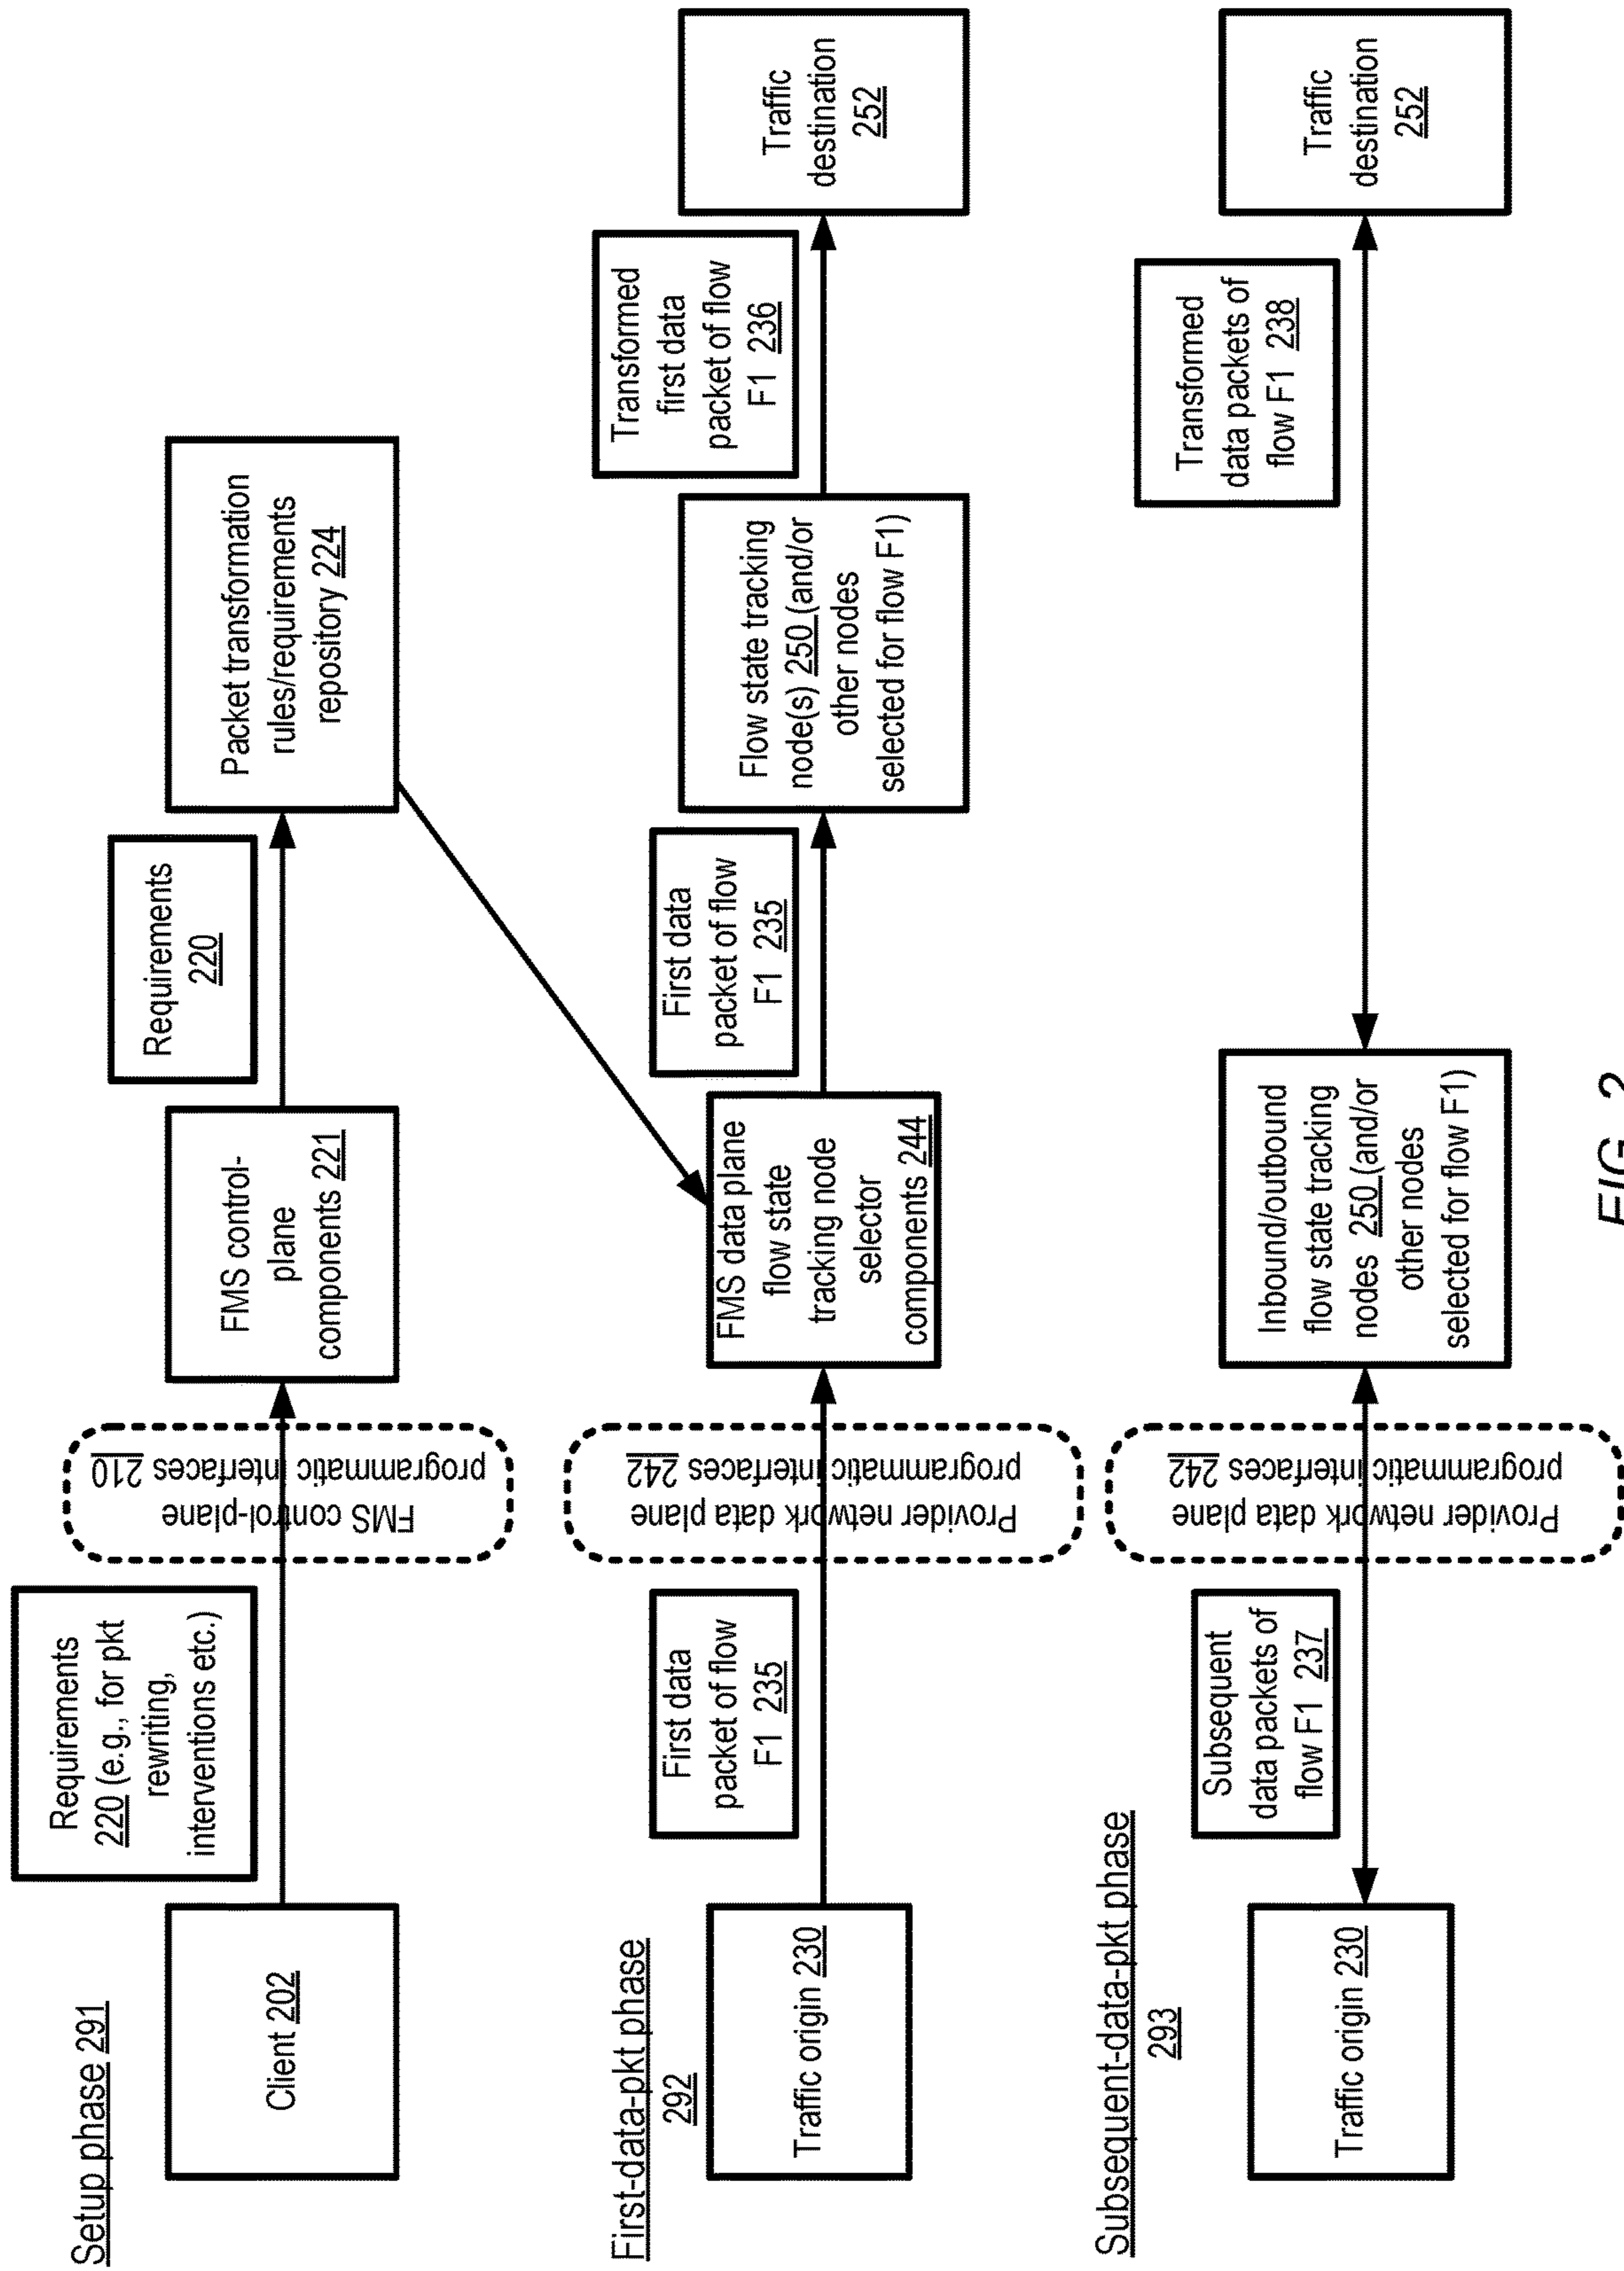 Setup phase 291
Client 202
Requirements
220 (e.g., for pkt
rewriting,
interventions etc.)
FMS control-plane
programmatic interfaces 210
FMS control-
plane
components 221
Requirements
220
Packet transformation
rules/requirements
repository 224
First-data-pkt phase
292
Traffic origin 230
First data
packet of flow
F1 235
Provider network data plane
programmatic interfaces 242
FMS data plane
flow state
tracking node
selector
components 244
First data
packet of flow
F1 235
Flow state tracking
node(s) 250 (and/or
other nodes
selected for flow F1)
Transformed
first data
packet of flow
F1 236
Traffic
destination
252
Subsequent-data-pkt phase
293
Traffic origin 230
Subsequent
data packets of
flow F1 237
Provider network data plane
programmatic interfaces 242
Inbound/outbound
flow state tracking
nodes 250 (and/or
other nodes
selected for flow F1)
Transformed
data packets of
flow F1 238
Traffic
destination
252
FIG. 2